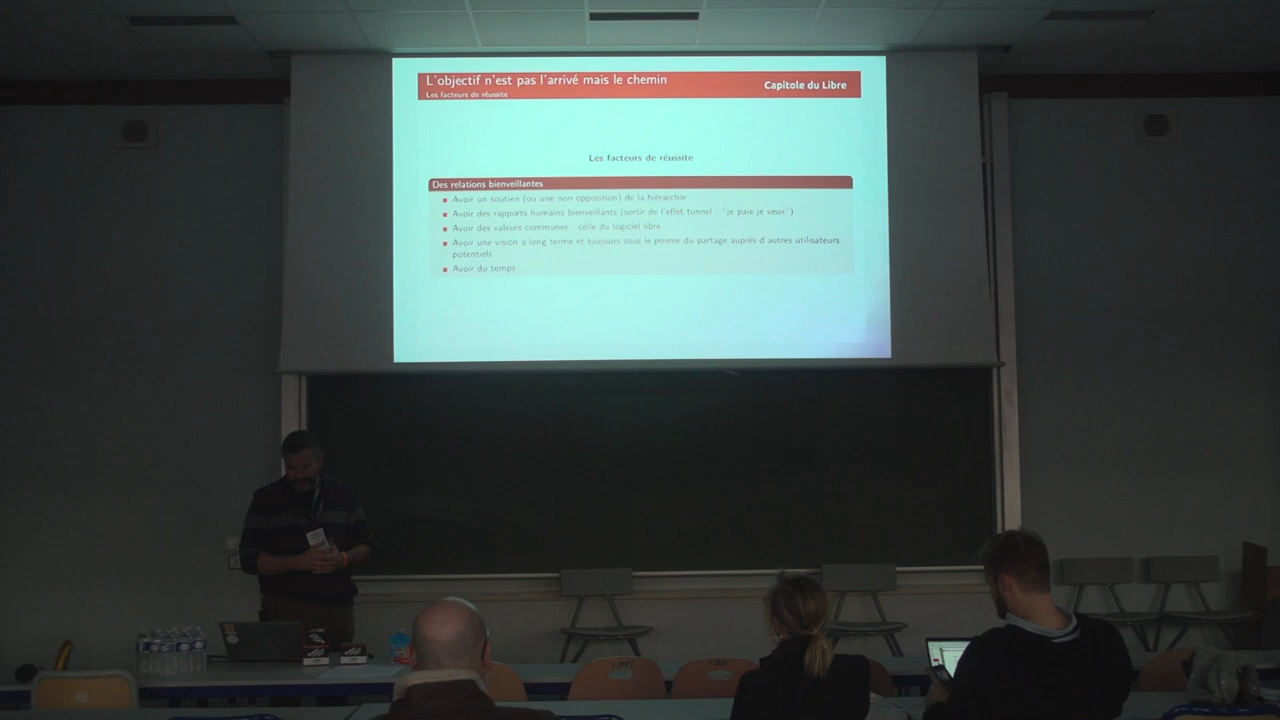 L'objectif n'est pas l'arrivé mais le chemin
Les facteurs de réussite
Capitole du Libre
Les facteurs de réussite
Des relations bienveillantes
Avoir un soutien (ou une non opposition) de la hiérarchie
Avoir des rapports humains bienveillants (sortir de l'effet tunnel : "je paie je veux")
Avoir des valeurs communes : celle du logiciel libre
Avoir une vision à long terme et toujours sous le prisme du partage auprès d'autres utilisateurs
potentiels
Avoir du temps